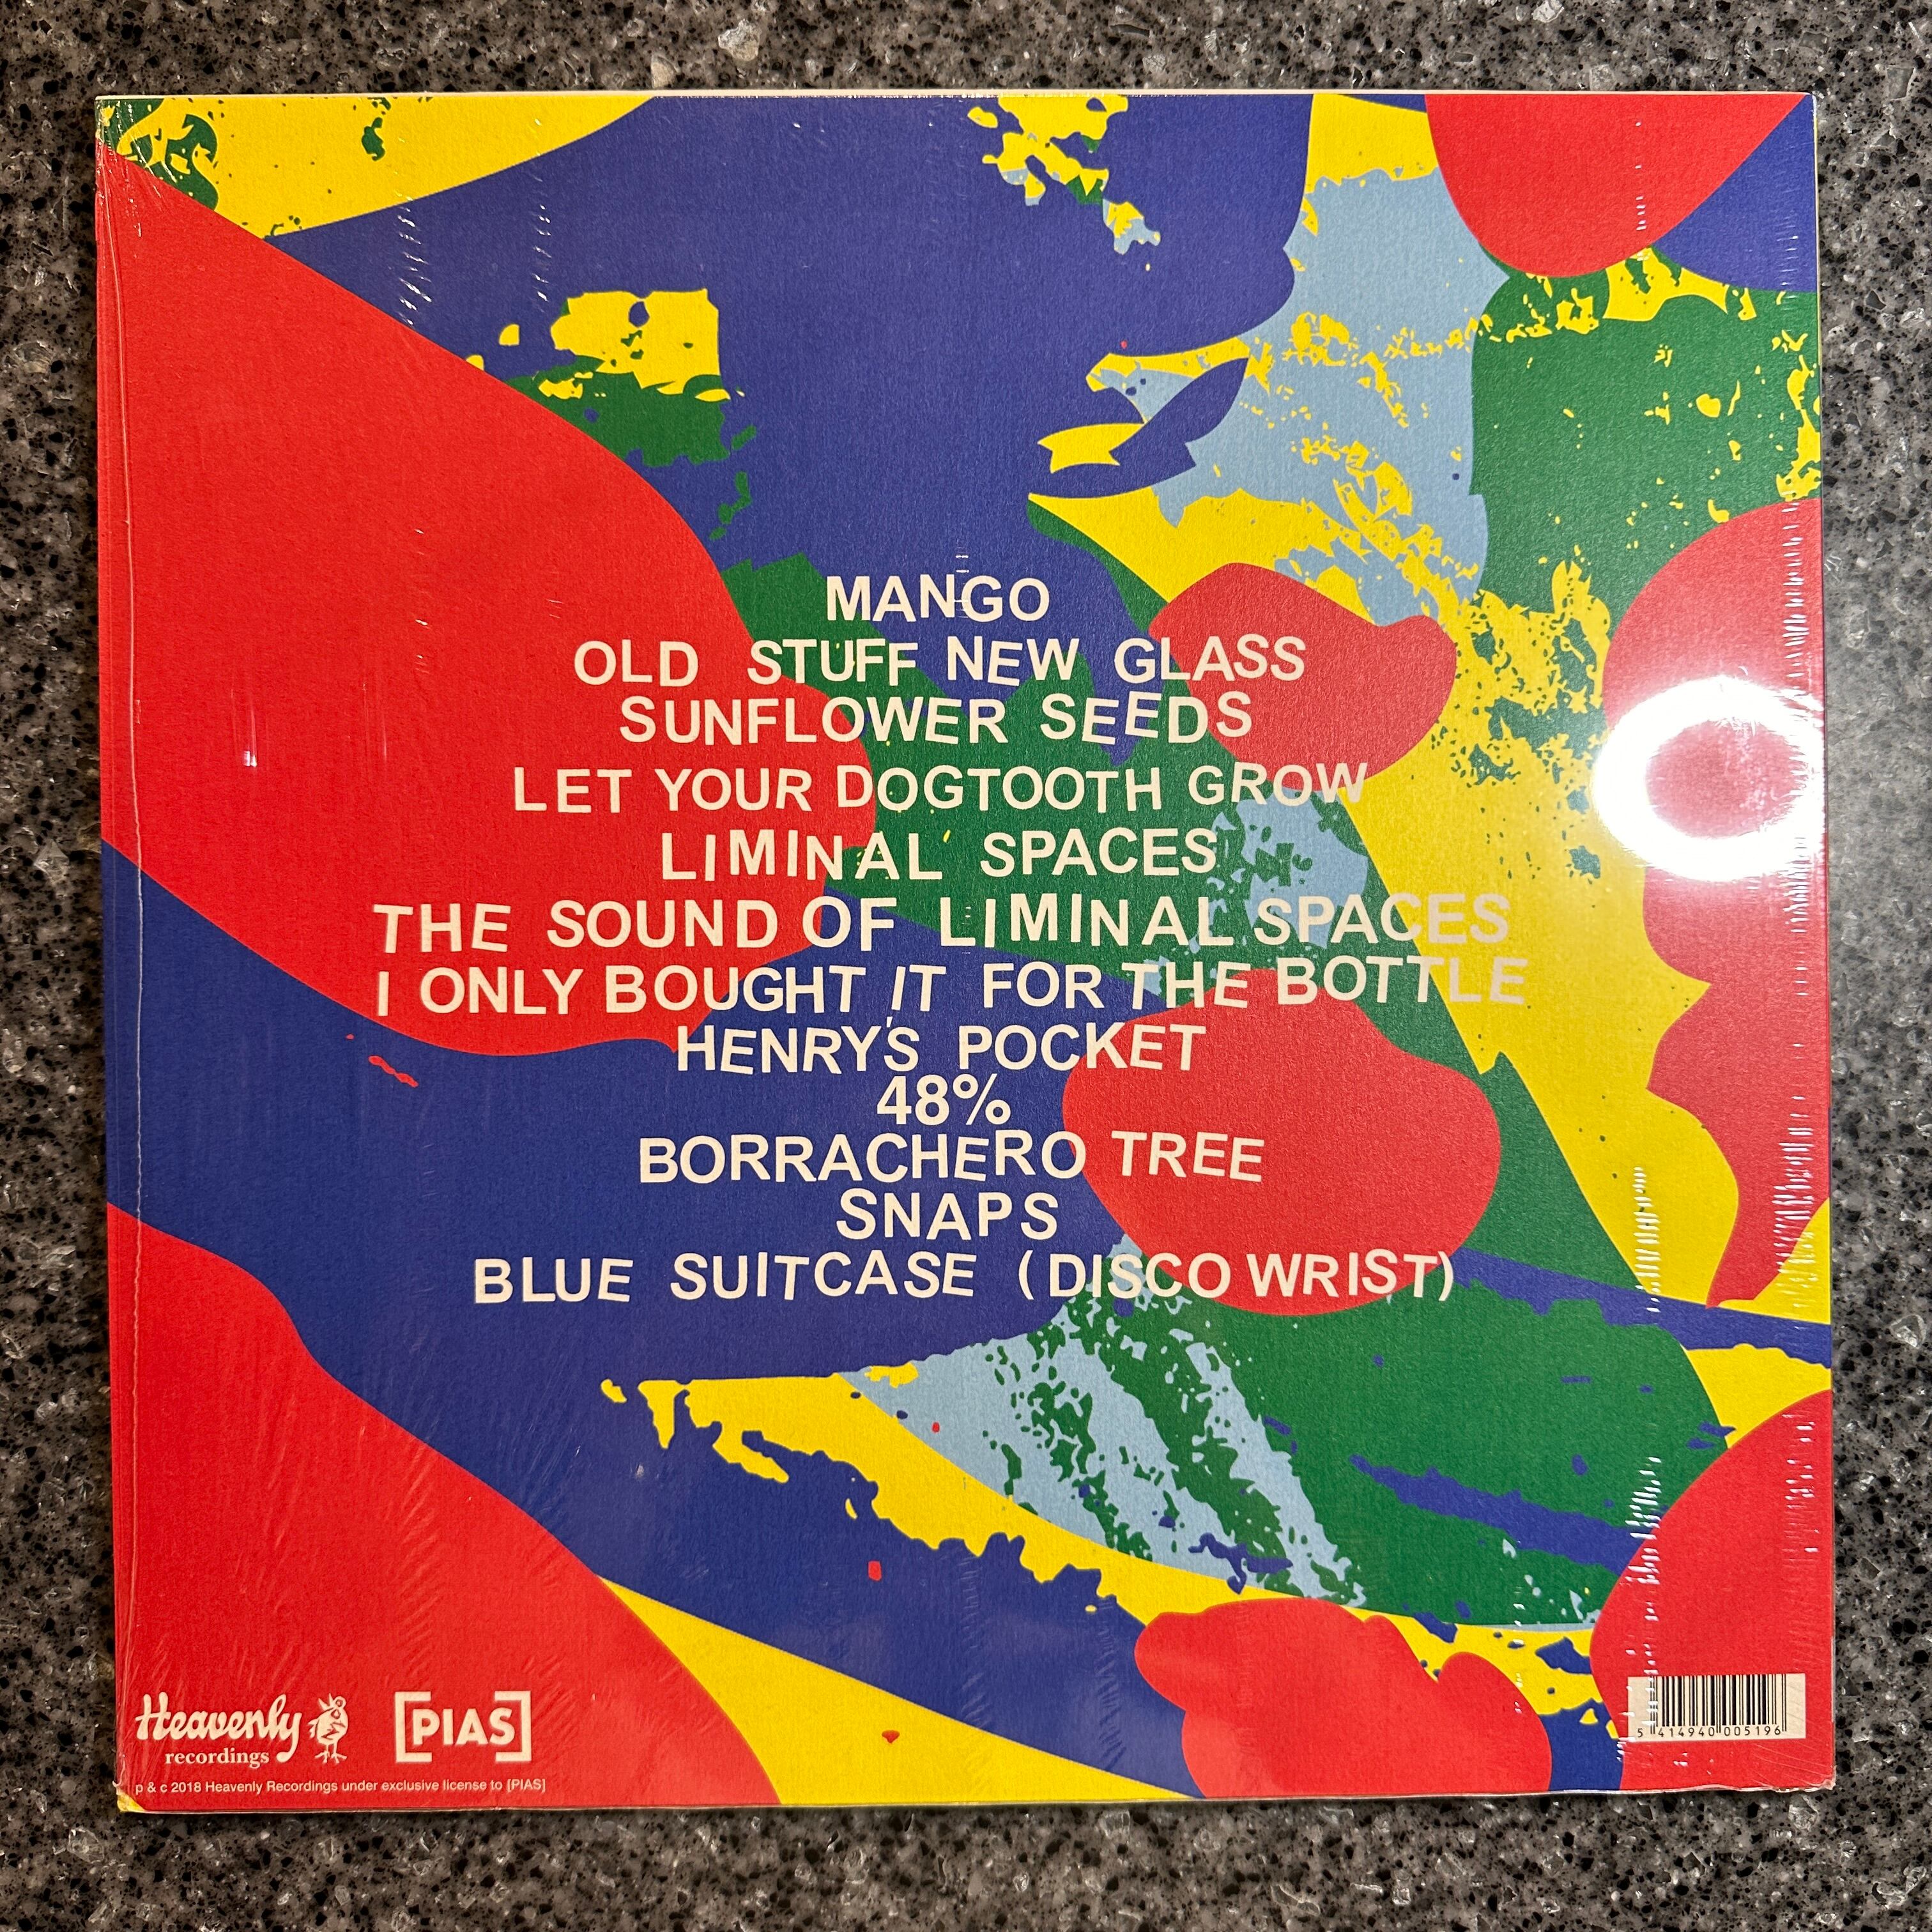 MANGO
OLD STUFF NEW GLASS
SUNFLOWER SEEDS
LET YOUR DOGTOOTH GROW
LIMINAL SPACES
THE SOUND OF LIMINAL SPACES
I ONLY BOUGHT IT FOR THE BOTTLE
HENRY'S POCKET
48%
BORRACHERO TREE
SNAPS
BLUE SUITCASE (DISCO WRIST)
Heavenly
recordings
[PIAS]
p & c 2018 Heavenly Recordings under exclusive license to [PIAS]
5 414940 005196